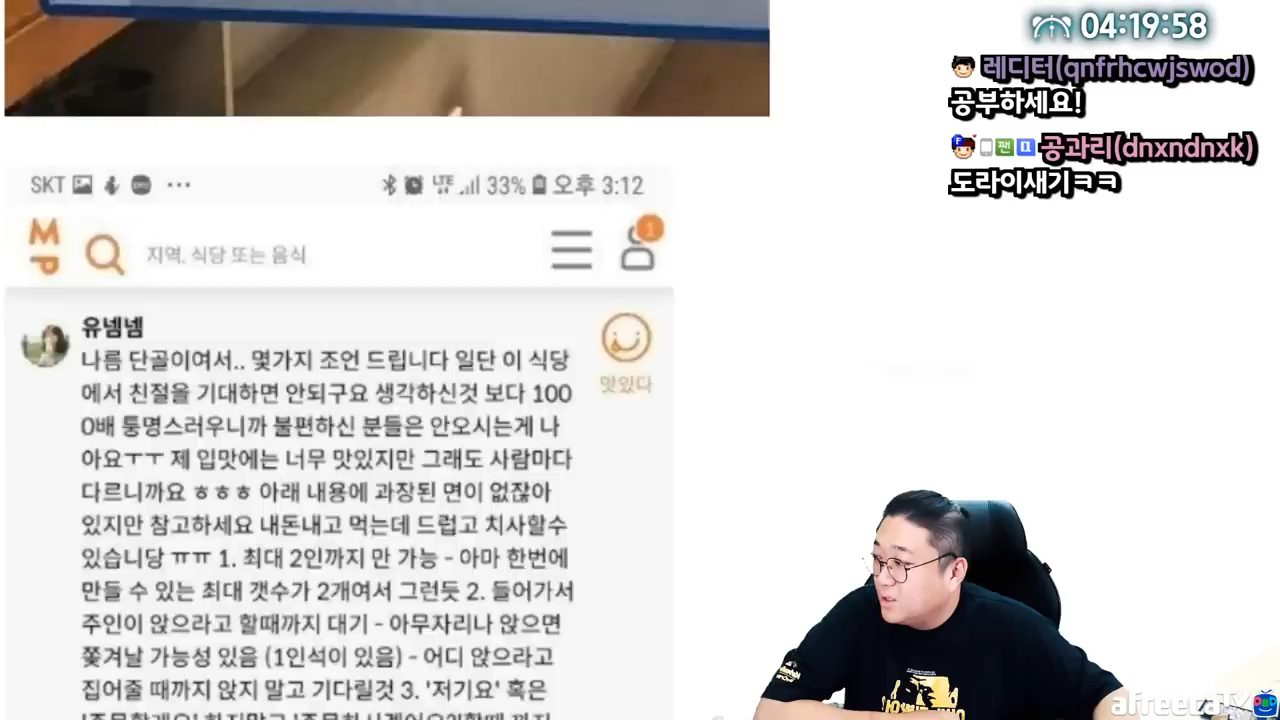 04:19:58
레디터(qnfrhcwjswod)
공부하세요!
공과리(dnxndnxk)
도라이새기ㅋㅋ
SKT LTE 33% 오후 3:12
MP 지역, 식당 또는 음식 1
유넴넴
나름 단골이여서.. 몇가지 조언 드립니다 일단 이 식당
에서 친절을 기대하면 안되구요 생각하신것 보다 100
0배 퉁명스러우니까 불편하신 분들은 안오시는게 나
아요ㅜㅜ 제 입맛에는 너무 맛있지만 그래도 사람마다
다르니까요 ㅎㅎㅎ 아래 내용에 과장된 면이 없잖아
있지만 참고하세요 내돈내고 먹는데 드럽고 치사할수
있습니당 ㅠㅠ 1. 최대 2인까지 만 가능 - 아마 한번에
만들 수 있는 최대 갯수가 2개여서 그런듯 2. 들어가서
주인이 앉으라고 할때까지 대기 - 아무자리나 앉으면
쫓겨날 가능성 있음 (1인석이 있음) - 어디 앉으라고
집어줄 때까지 앉지 말고 기다릴것 3. '저기요' 혹은
맛있다
afreecaTV